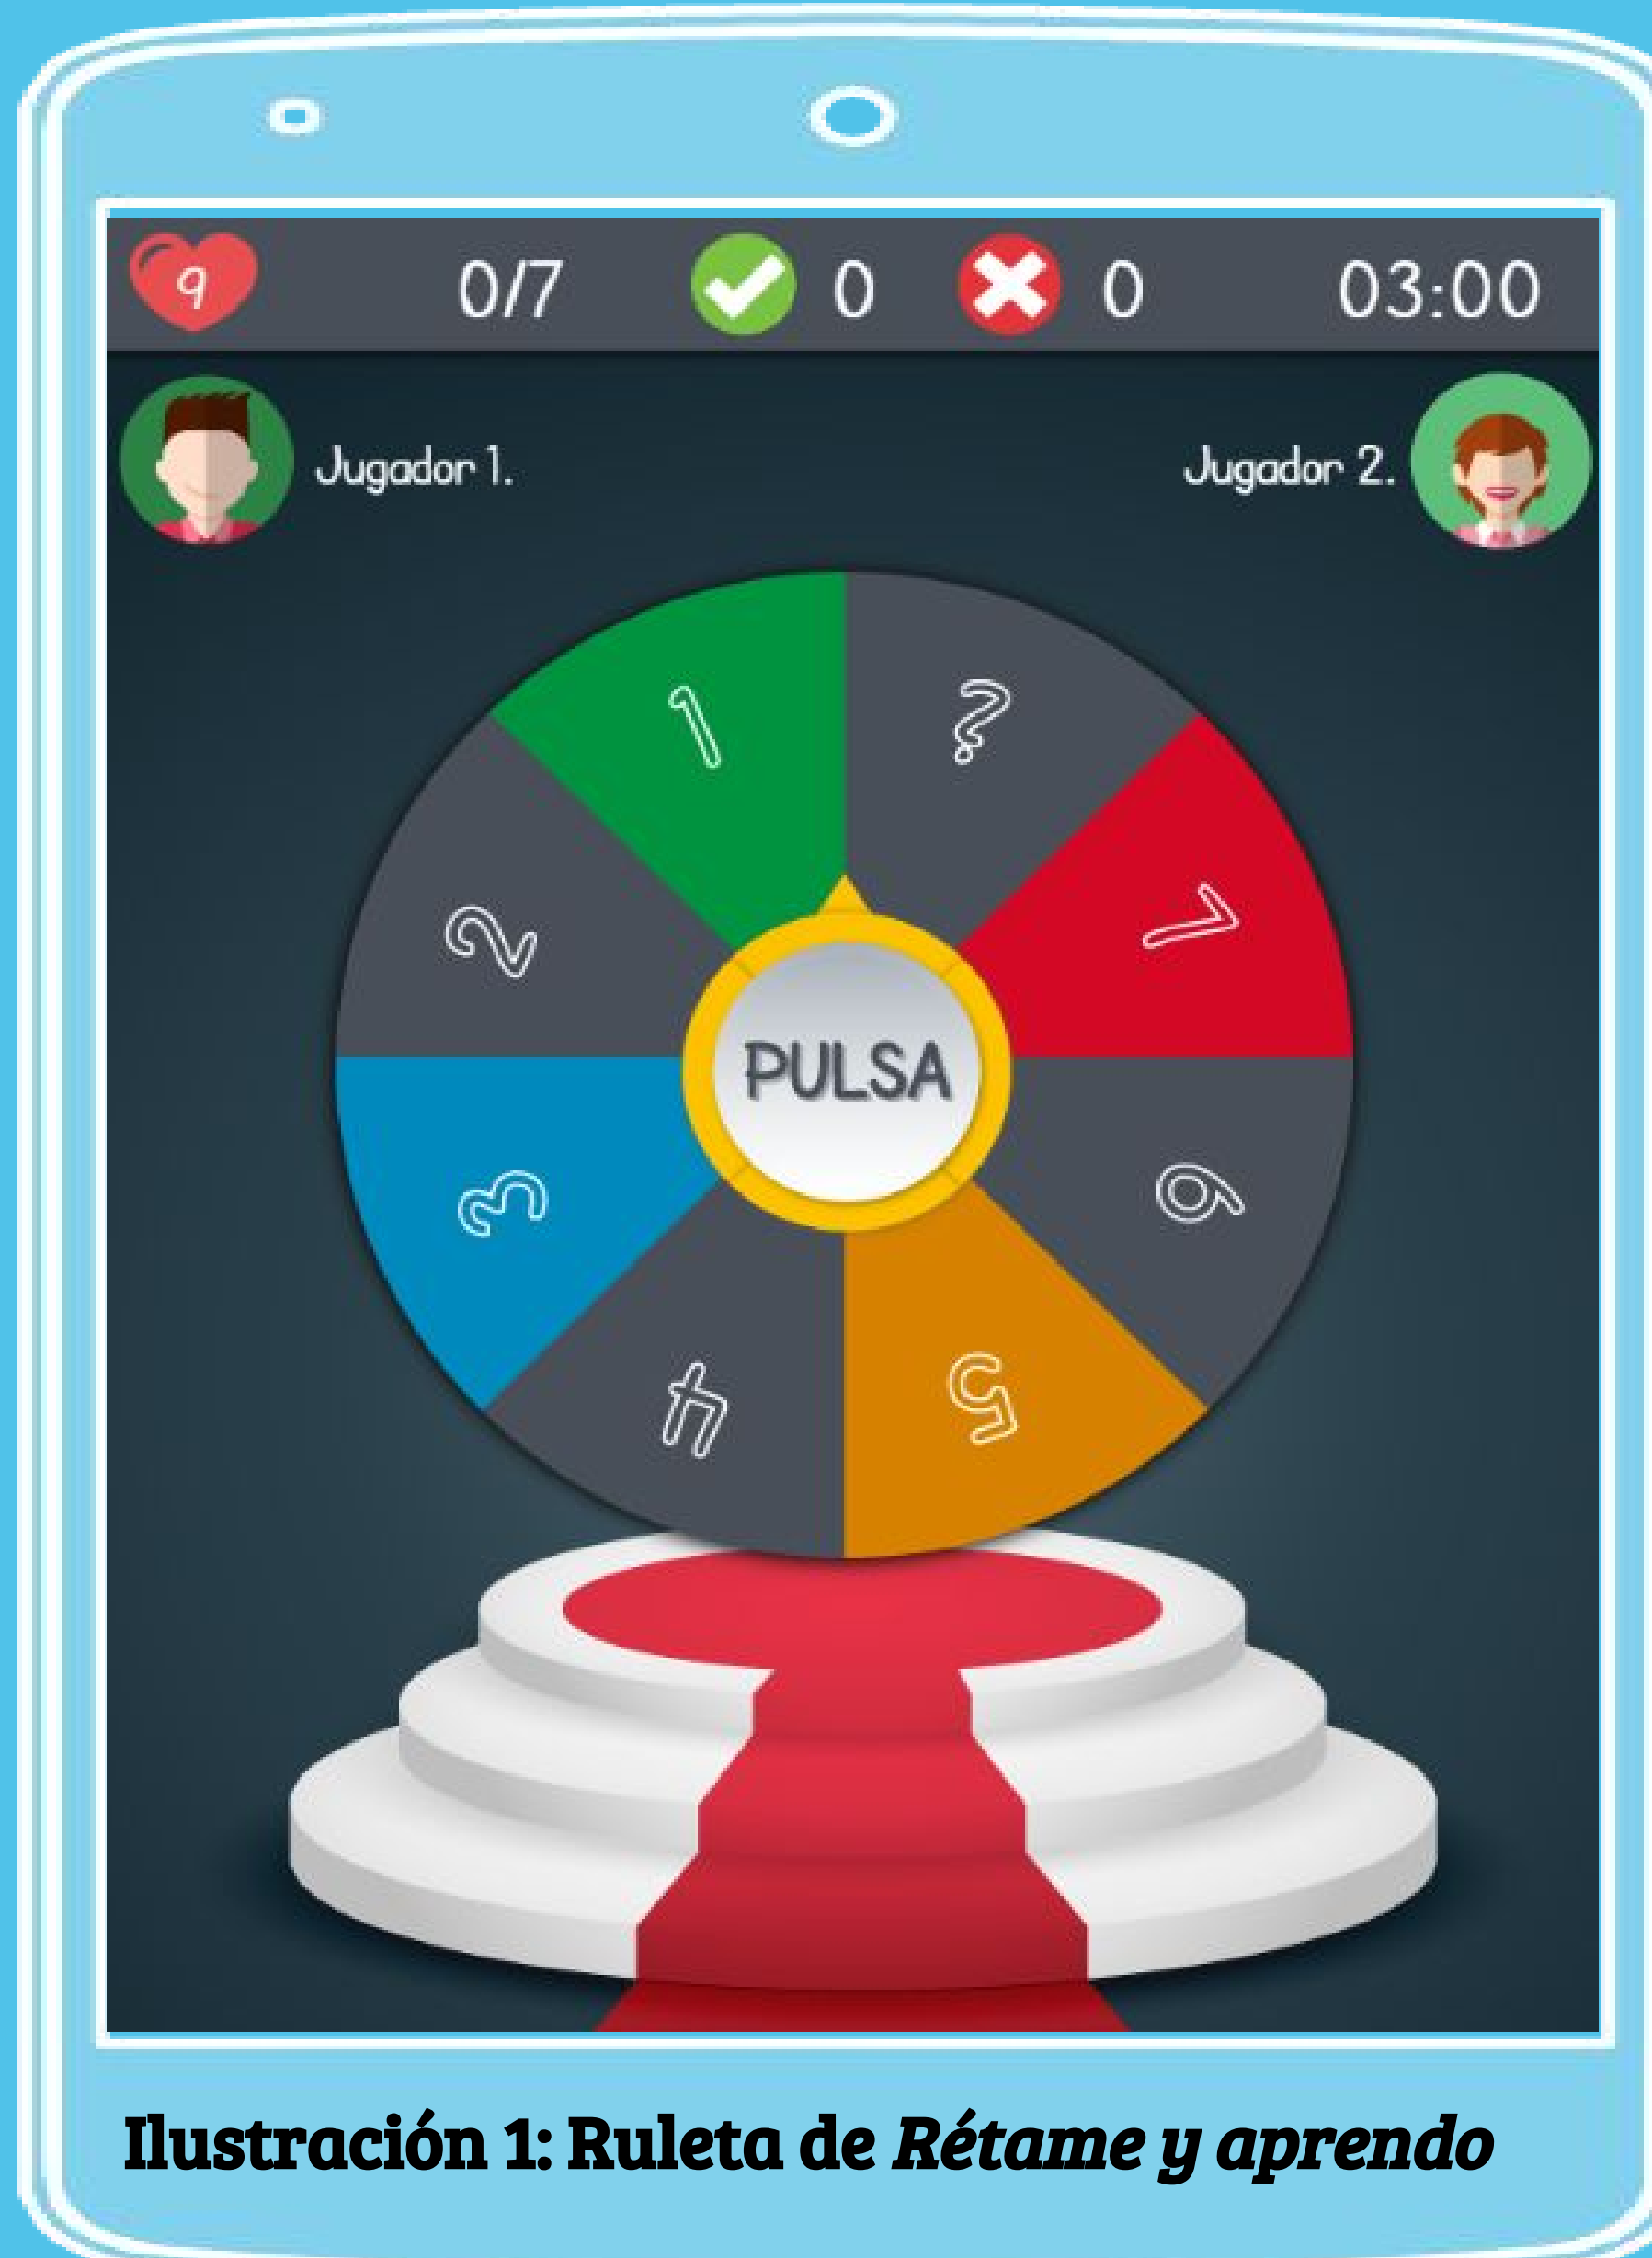 9 0/7 0 0 03:00
Jugador 1. Jugador 2.
1 ?
2 7
PULSA
3 6
4 5
Ilustración 1: Ruleta de Rétame y aprendo